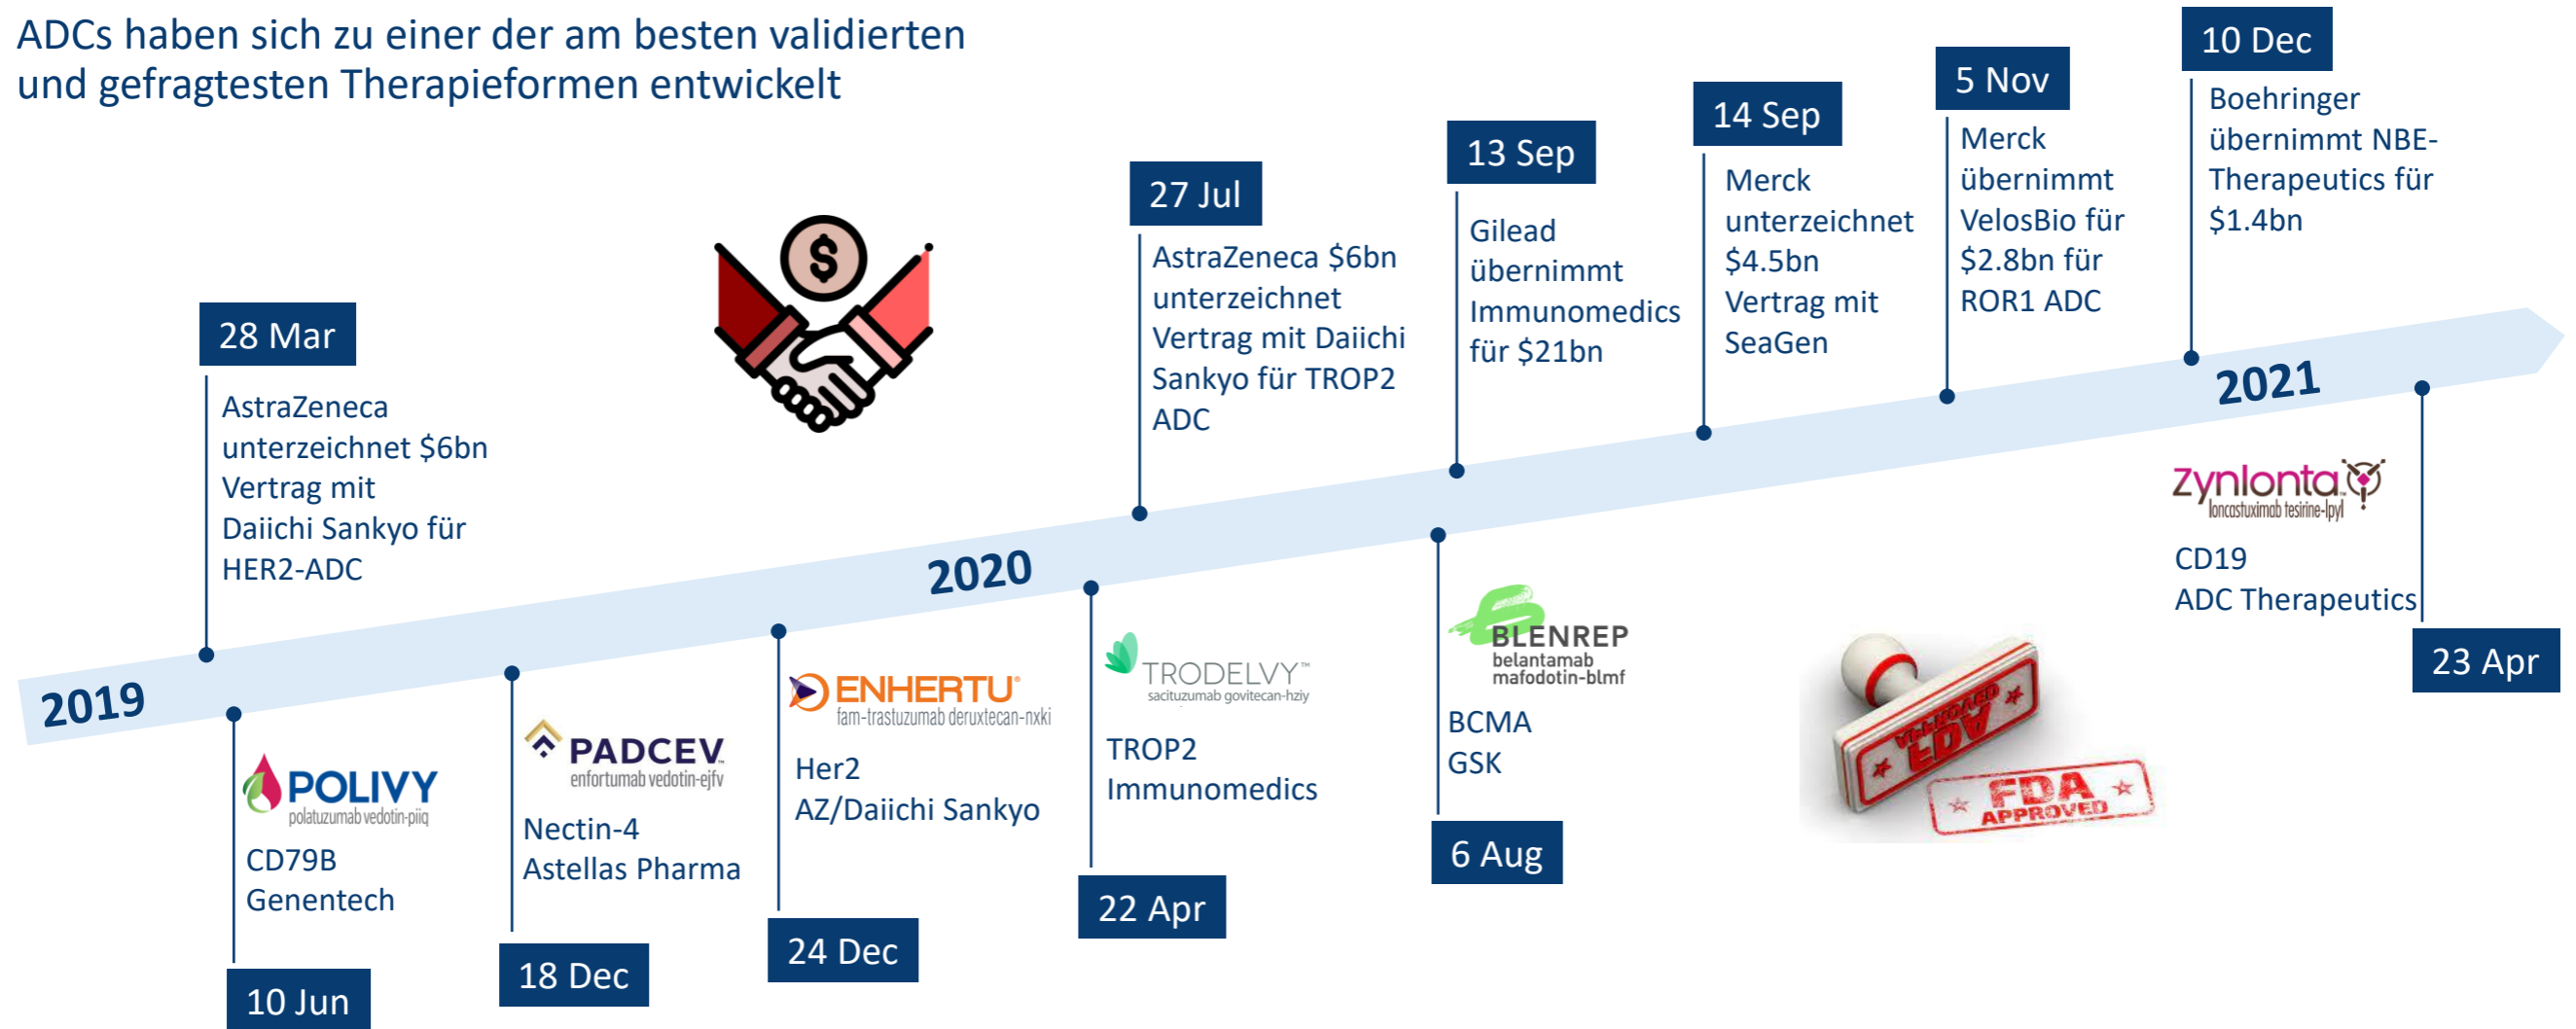 ADCs haben sich zu einer der am besten validierten
und gefragtesten Therapieformen entwickelt
28 Mar
AstraZeneca
unterzeichnet $6bn
Vertrag mit
Daiichi Sankyo für
HER2-ADC
$
27 Jul
AstraZeneca $6bn
unterzeichnet
Vertrag mit Daiichi
Sankyo für TROP2
ADC
13 Sep
Gilead
übernimmt
Immunomedics
für $21bn
14 Sep
Merck
unterzeichnet
$4.5bn
Vertrag mit
SeaGen
5 Nov
Merck
übernimmt
VelosBio für
$2.8bn für
ROR1 ADC
10 Dec
Boehringer
übernimmt NBE-
Therapeutics für
$1.4bn
2019
2020
2021
POLIVY
polatuzumab vedotin-piiq
CD79B
Genentech
10 Jun
PADCEV™
enfortumab vedotin-ejfv
Nectin-4
Astellas Pharma
18 Dec
ENHERTU®
fam-trastuzumab deruxtecan-nxki
Her2
AZ/Daiichi Sankyo
24 Dec
TRODELVY™
sacituzumab govitecan-hziy
TROP2
Immunomedics
22 Apr
BLENREP
belantamab
mafodotin-blmf
BCMA
GSK
6 Aug
FDA
APPROVED
FDA
APPROVED
Zynlonta™
loncastuximab tesirine-lpyl
CD19
ADC Therapeutics
23 Apr